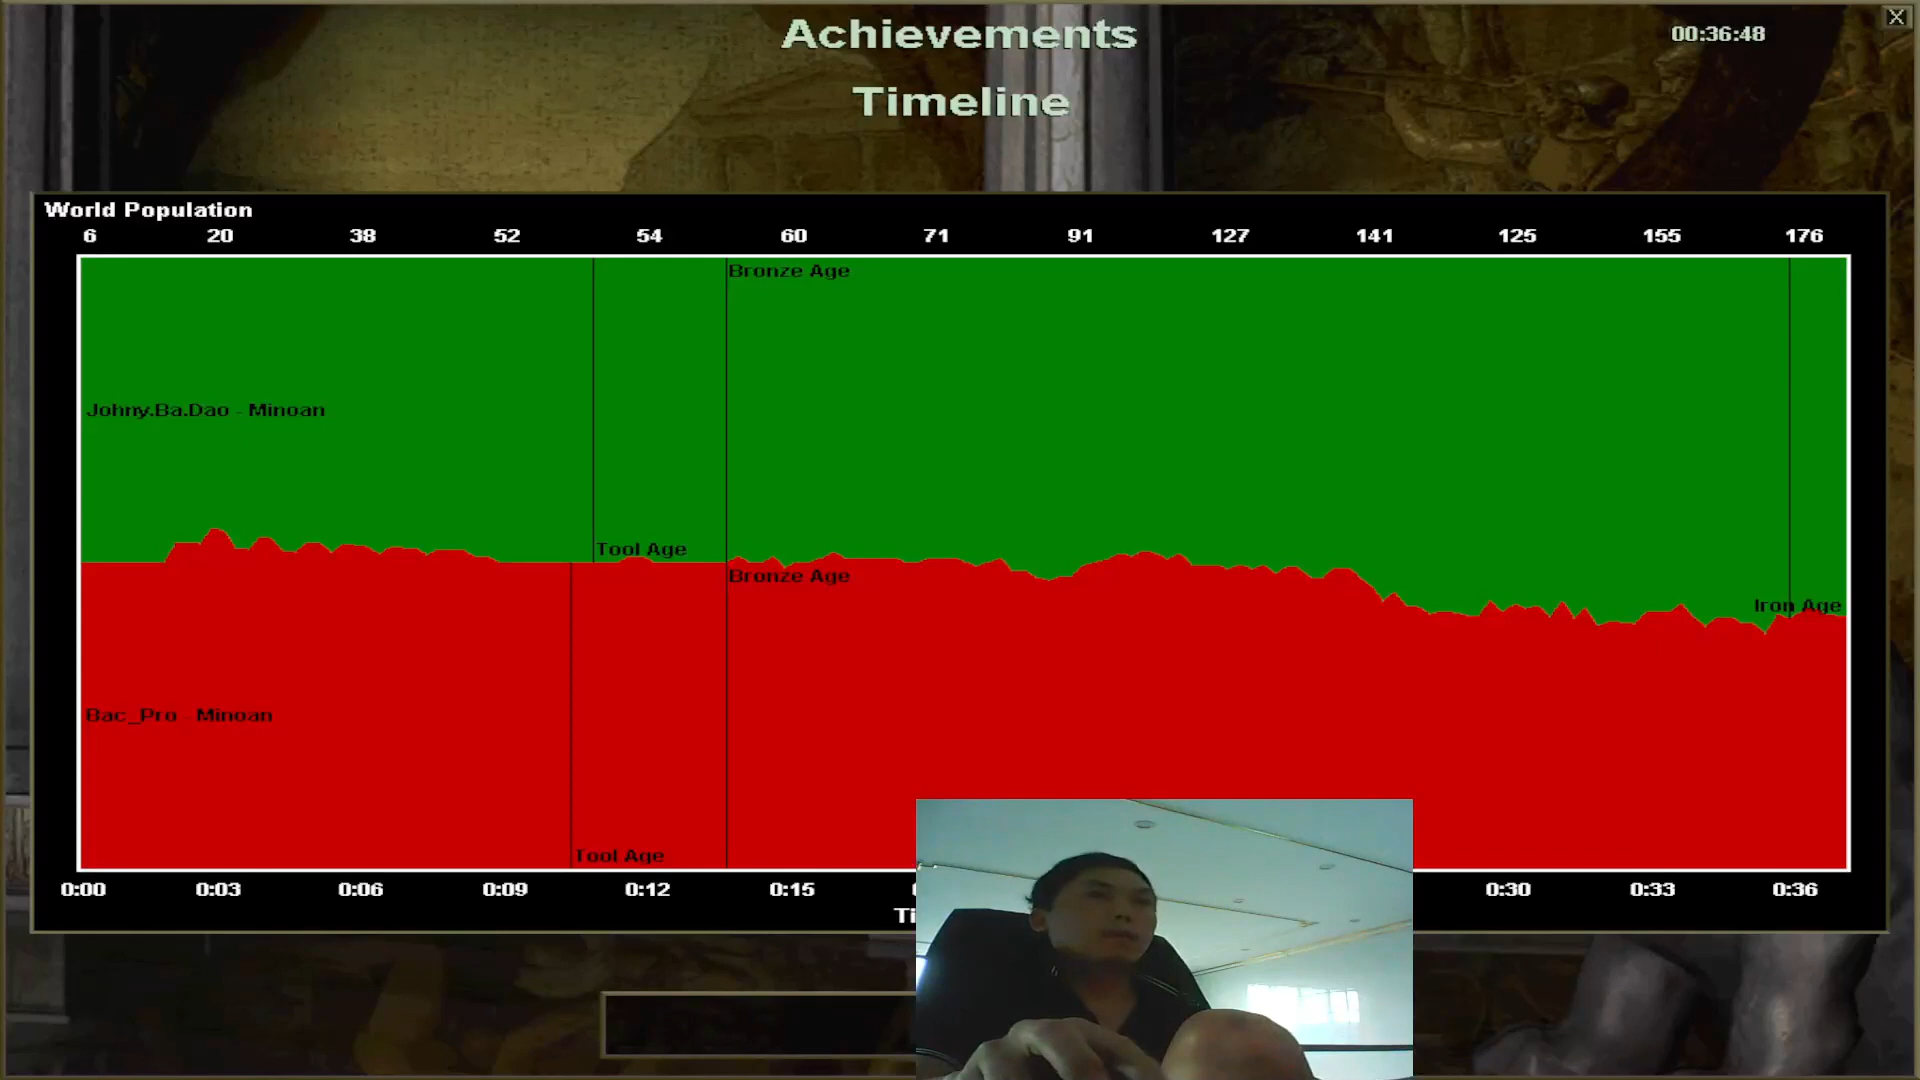 Achievements
00:36:48
X
Timeline
World Population
6 20 38 52 54 60 71 91 127 141 125 155 176
Bronze Age
Johny.Ba.Dao - Minoan
Tool Age
Bronze Age
Iron Age
Bac_Pro - Minoan
Tool Age
0:00 0:03 0:06 0:09 0:12 0:15 0:30 0:33 0:36